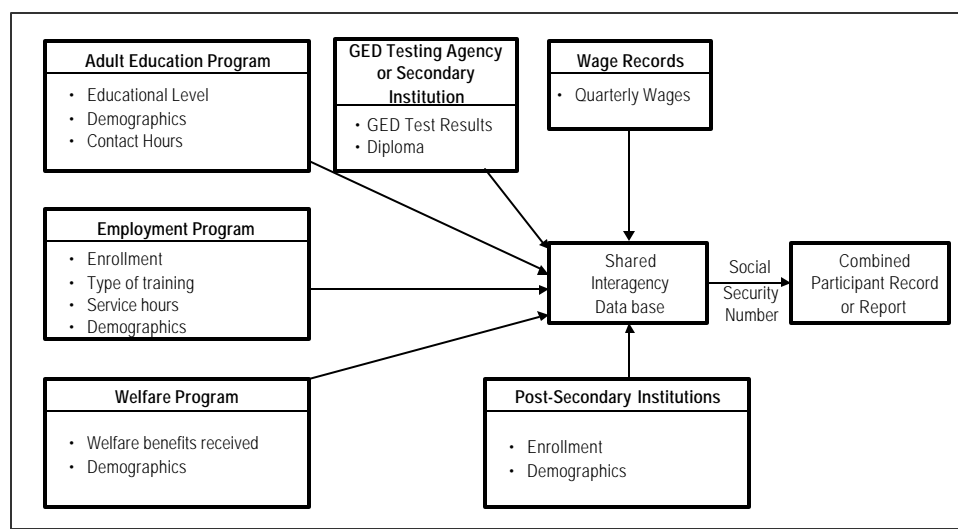 Adult Education Program
• Educational Level
• Demographics
• Contact Hours
GED Testing Agency
or Secondary
Institution
• GED Test Results
• Diploma
Wage Records
• Quarterly Wages
Employment Program
• Enrollment
• Type of training
• Service hours
• Demographics
Shared
Interagency
Data base
Social
Security
Number
Combined
Participant Record
or Report
Welfare Program
• Welfare benefits received
• Demographics
Post-Secondary Institutions
• Enrollment
• Demographics